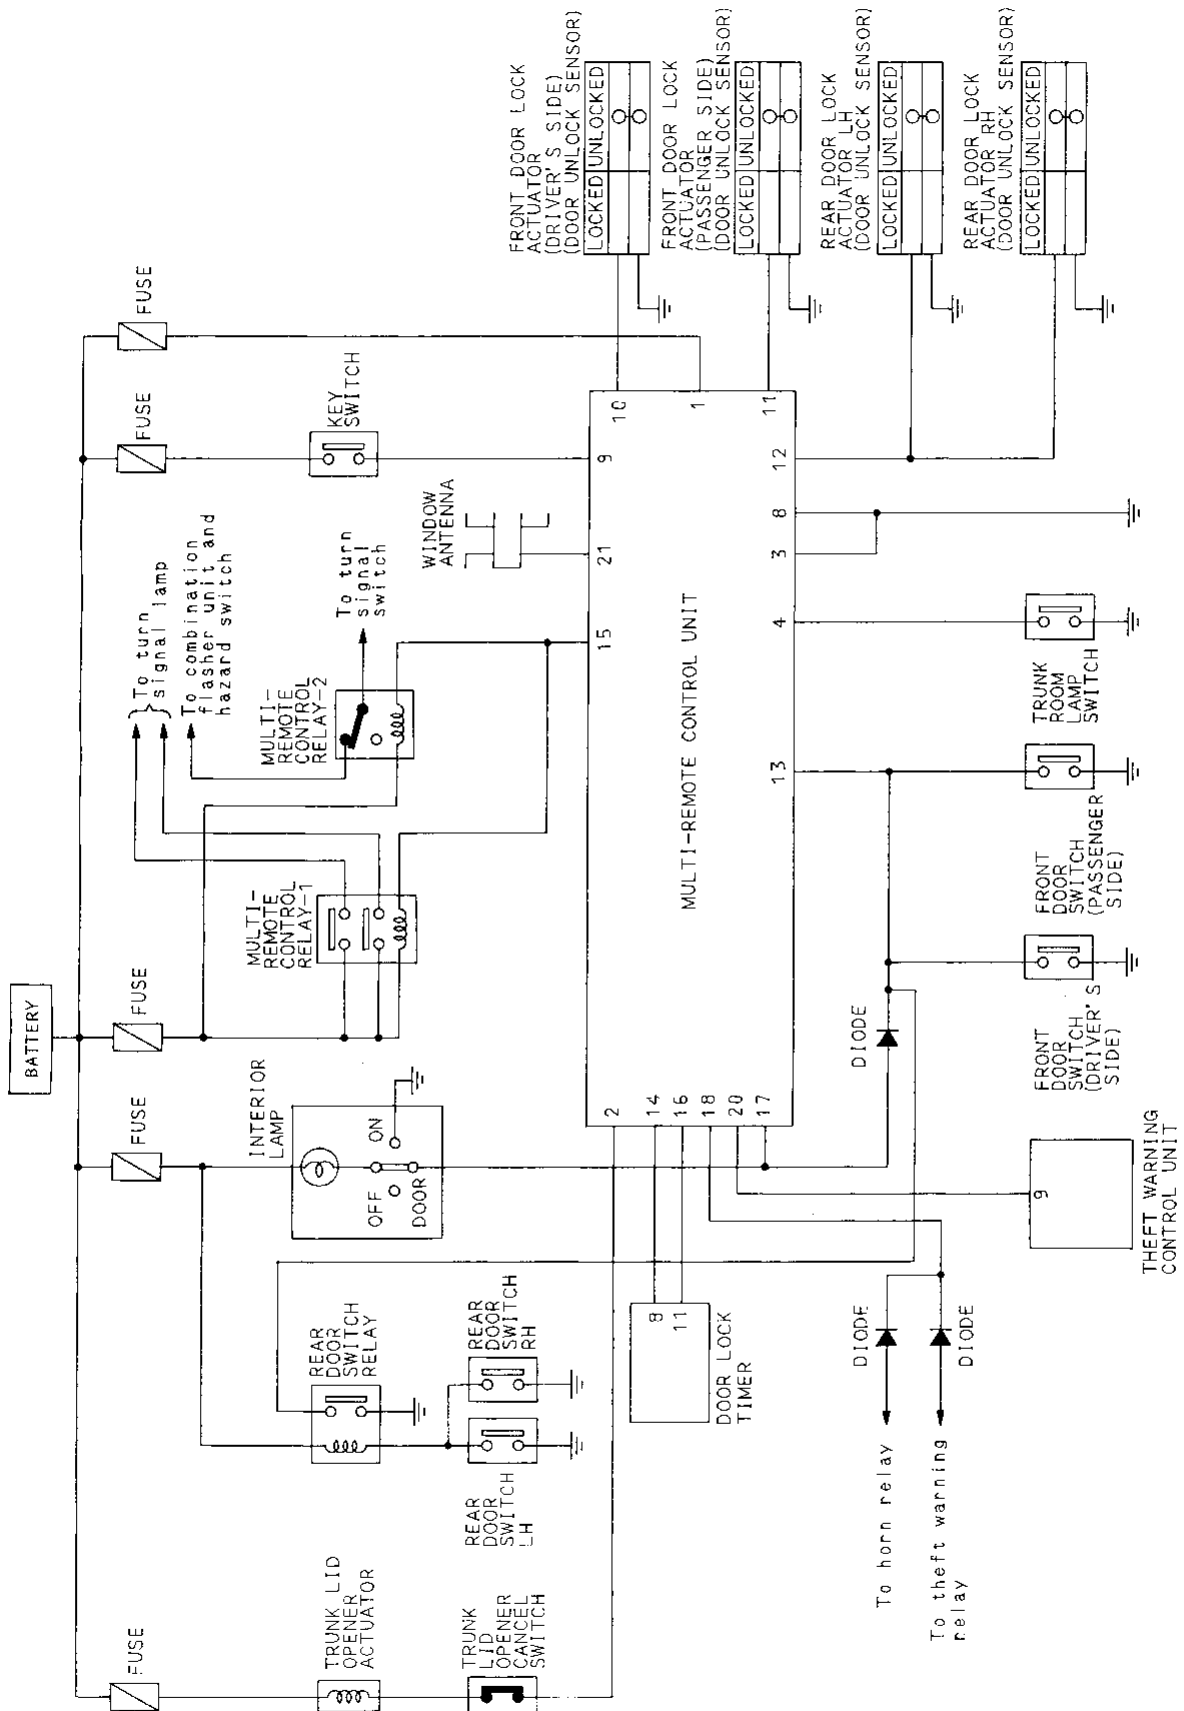 BATTERY
FUSE
FUSE
FUSE
FUSE
FUSE
TRUNK LID
OPENER
ACTUATOR
TRUNK
LID
OPENER
CANCEL
SWITCH
REAR
DOOR
SWITCH
RELAY
REAR
DOOR
SWITCH
LH
REAR
DOOR
SWITCH
RH
INTERIOR
LAMP
OFF
ON
DOOR
MULTI-
REMOTE
CONTROL
RELAY-1
MULTI-
REMOTE
CONTROL
RELAY-2
To turn
signal lamp
To combination
flasher unit and
hazard switch
To turn
signal
switch
WINDOW
ANTENNA
KEY
SWITCH
FRONT DOOR LOCK
ACTUATOR
(DRIVER'S SIDE)
(DOOR UNLOCK SENSOR)
LOCKED UNLOCKED
FRONT DOOR LOCK
ACTUATOR
(PASSENGER SIDE)
(DOOR UNLOCK SENSOR)
LOCKED UNLOCKED
REAR DOOR LOCK
ACTUATOR LH
(DOOR UNLOCK SENSOR)
LOCKED UNLOCKED
REAR DOOR LOCK
ACTUATOR RH
(DOOR UNLOCK SENSOR)
LOCKED UNLOCKED
2
14
16
18
20
17
15
21
9
10
1
11
MULTI-REMOTE CONTROL UNIT
13
4
3
8
12
8
11
DOOR LOCK
TIMER
DIODE
DIODE
DIODE
To horn relay
To theft warning
relay
9
THEFT WARNING
CONTROL UNIT
FRONT
DOOR
SWITCH
(DRIVER'S
SIDE)
FRONT
DOOR
SWITCH
(PASSENGER
SIDE)
TRUNK
ROOM
LAMP
SWITCH